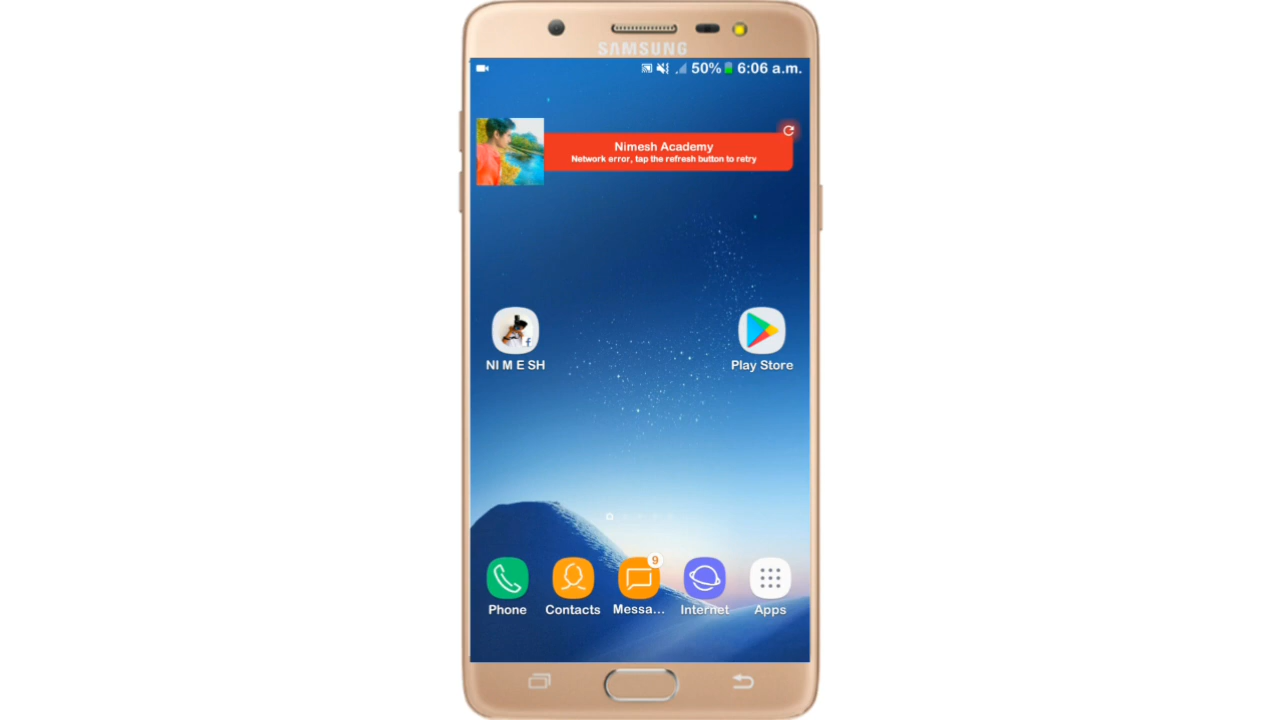 SAMSUNG
50% 6:06 a.m.
Nimesh Academy
Network error, tap the refresh button to retry
NI M E SH
Play Store
9
Phone Contacts Messa... Internet Apps